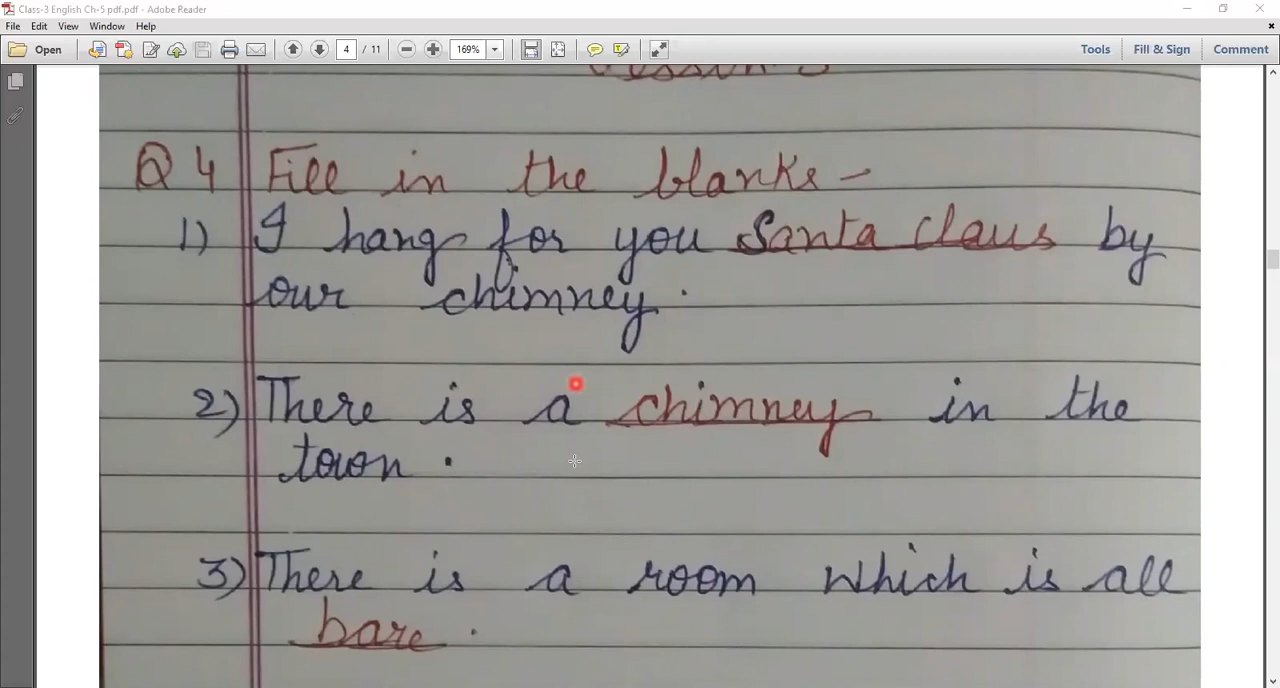 Class-3 English Ch-5 pdf.pdf - Adobe Reader
File Edit View Window Help
Open 4 / 11 169% Tools Fill & Sign Comment
Lesson-5
Q 4 Fill in the blanks -
1) I hang for you Santa claus by
our chimney.
2) There is a chimney in the
town.
3) There is a room which is all
bare.